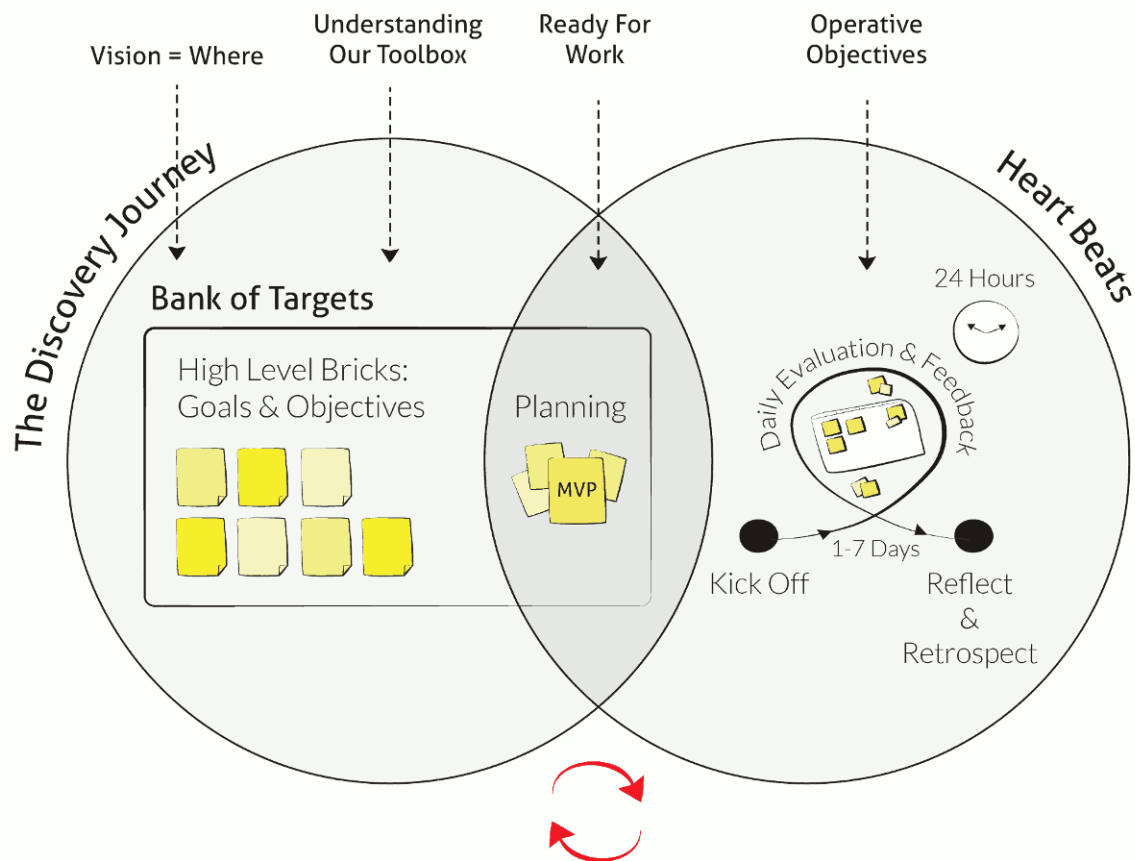 Vision = Where
Understanding
Our Toolbox
Ready For
Work
Operative
Objectives
The Discovery Journey
Heart Beats
Bank of Targets
High Level Bricks:
Goals & Objectives
Planning
MVP
24 Hours
Daily Evaluation & Feedback
1-7 Days
Kick Off
Reflect
&
Retrospect